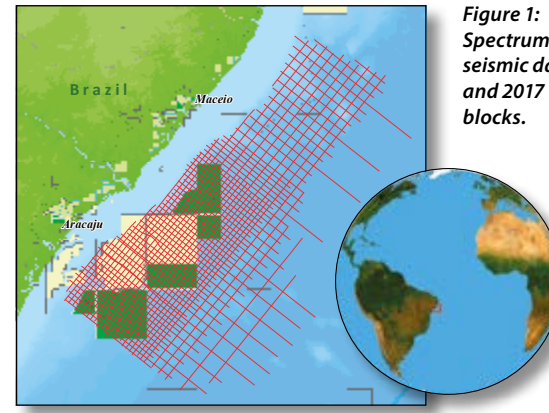 Figure 1:
Spectrum
seismic da
and 2017
blocks.
Brazil
Maceio
Aracaju